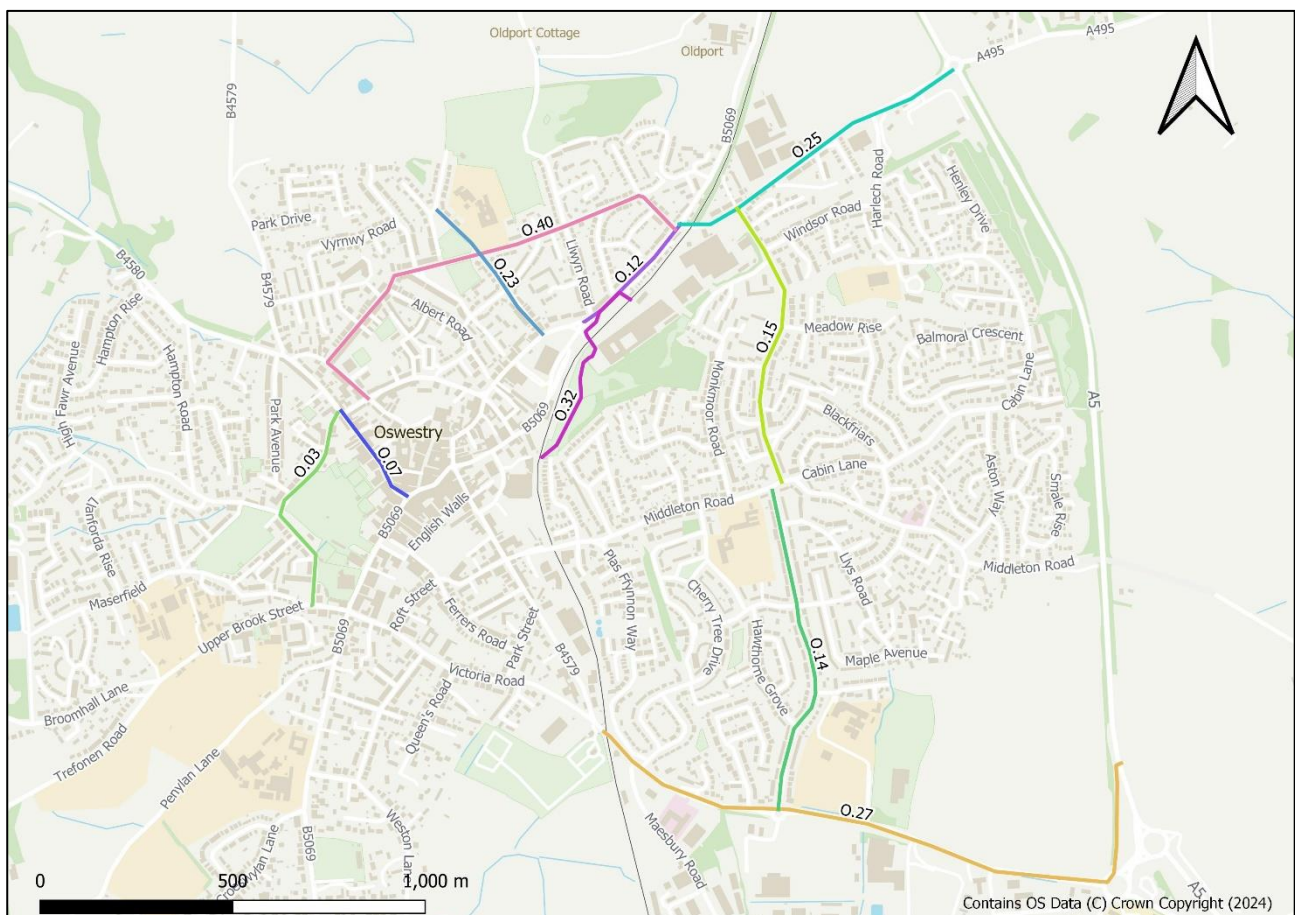 Oldport Cottage
Oldport
A495
A495
B4579
B5069
O.25
Harlech Road
Henley Drive
Park Drive
Vyrnwy Road
O.40
Windsor Road
B4580
B4579
Llwyn Road
O.12
O.23
Hampton Rise
Albert Road
O.15
Meadow Rise
Balmoral Crescent
High Fawr Avenue
Hampton Road
Cabin Lane
A5
Park Avenue
Monkmoor Road
B5069
O.32
Blackfriars
Oswestry
O.03
O.07
Cabin Lane
Aston Way
Smale Rise
B5069
English Walls
Middleton Road
Middleton Road
Maserfield
Plas Ffynnon Way
Llys Road
Upper Brook Street
Roft Street
Ferrers Road
Park Street
Cherry Tree Drive
B5069
B4579
Hawthorne Grove
O.14
Maple Avenue
Victoria Road
Broomhall Lane
Queen's Road
Trefonen Road
Penylan Lane
O.27
Weston Lane
Maesbury Road
B5069
A5
0 500 1,000 m
Contains OS Data (C) Crown Copyright (2024)